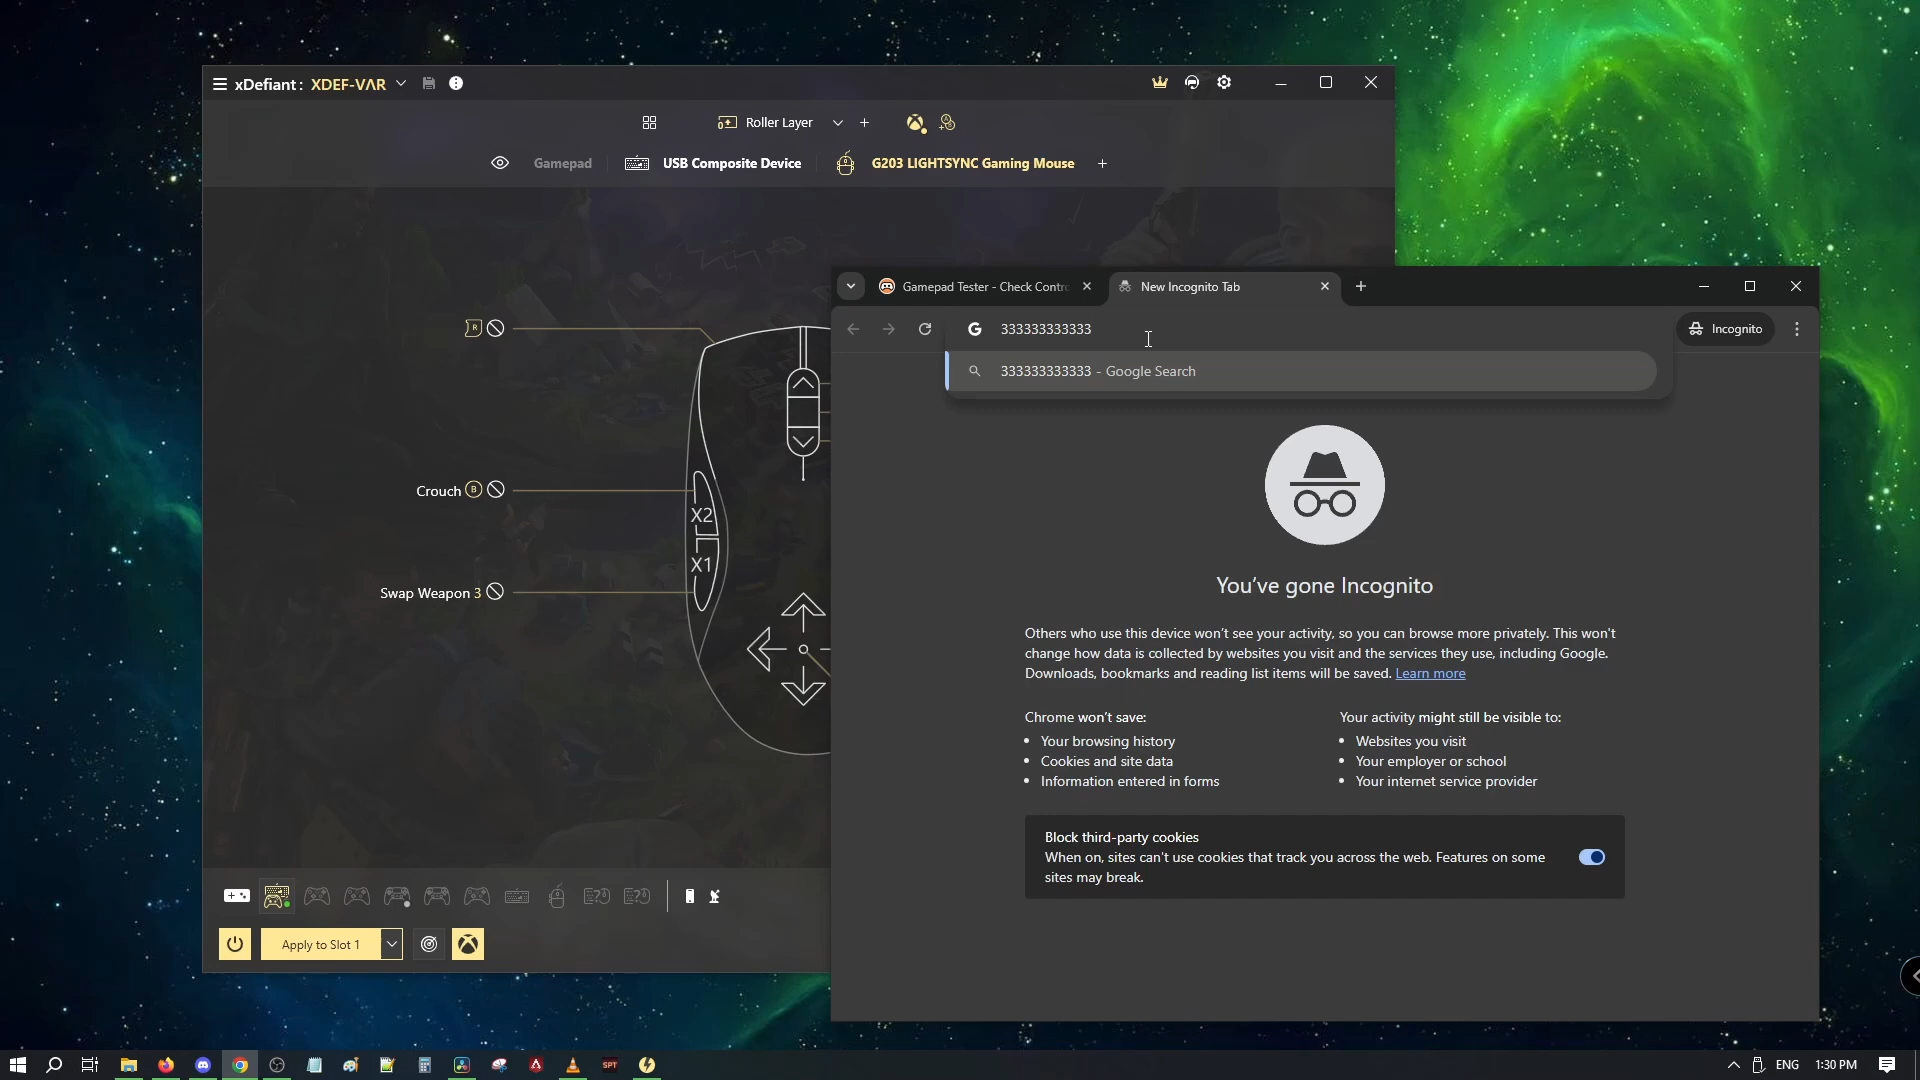 xDefiant: XDEF-VΛR
Roller Layer
Gamepad
USB Composite Device
G203 LIGHTSYNC Gaming Mouse
R
Crouch B
X2
X1
Swap Weapon 3
Apply to Slot 1
Gamepad Tester - Check Contro
New Incognito Tab
333333333333
Incognito
333333333333 - Google Search
You've gone Incognito
Others who use this device won't see your activity, so you can browse more privately. This won't
change how data is collected by websites you visit and the services they use, including Google.
Downloads, bookmarks and reading list items will be saved. Learn more
Chrome won't save:
• Your browsing history
• Cookies and site data
• Information entered in forms
Your activity might still be visible to:
• Websites you visit
• Your employer or school
• Your internet service provider
Block third-party cookies
When on, sites can't use cookies that track you across the web. Features on some
sites may break.
SPT
ENG
1:30 PM